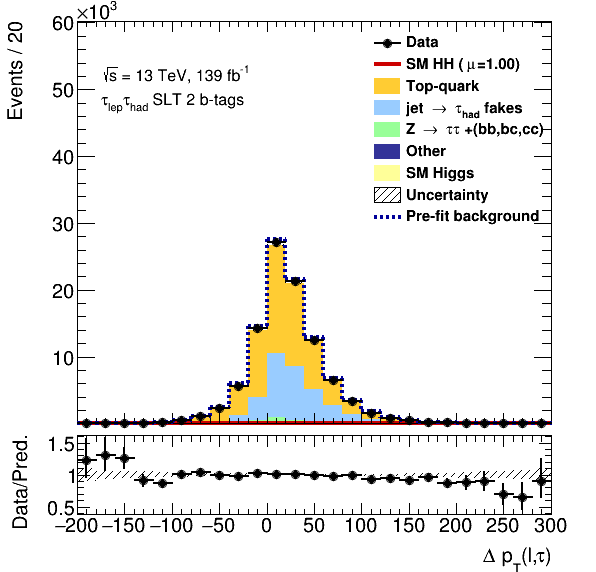 ×10³
60
50
40
30
20
10
Events / 20
√s = 13 TeV, 139 fb⁻¹
τlepτhad SLT 2 b-tags
Data
SM HH ( μ=1.00)
Top-quark
jet → τhad fakes
Z → ττ +(bb,bc,cc)
Other
SM Higgs
Uncertainty
Pre-fit background
Data/Pred.
1.5
1
0.5
−200 −150 −100 −50 0 50 100 150 200 250 300
Δ pT(l,τ)